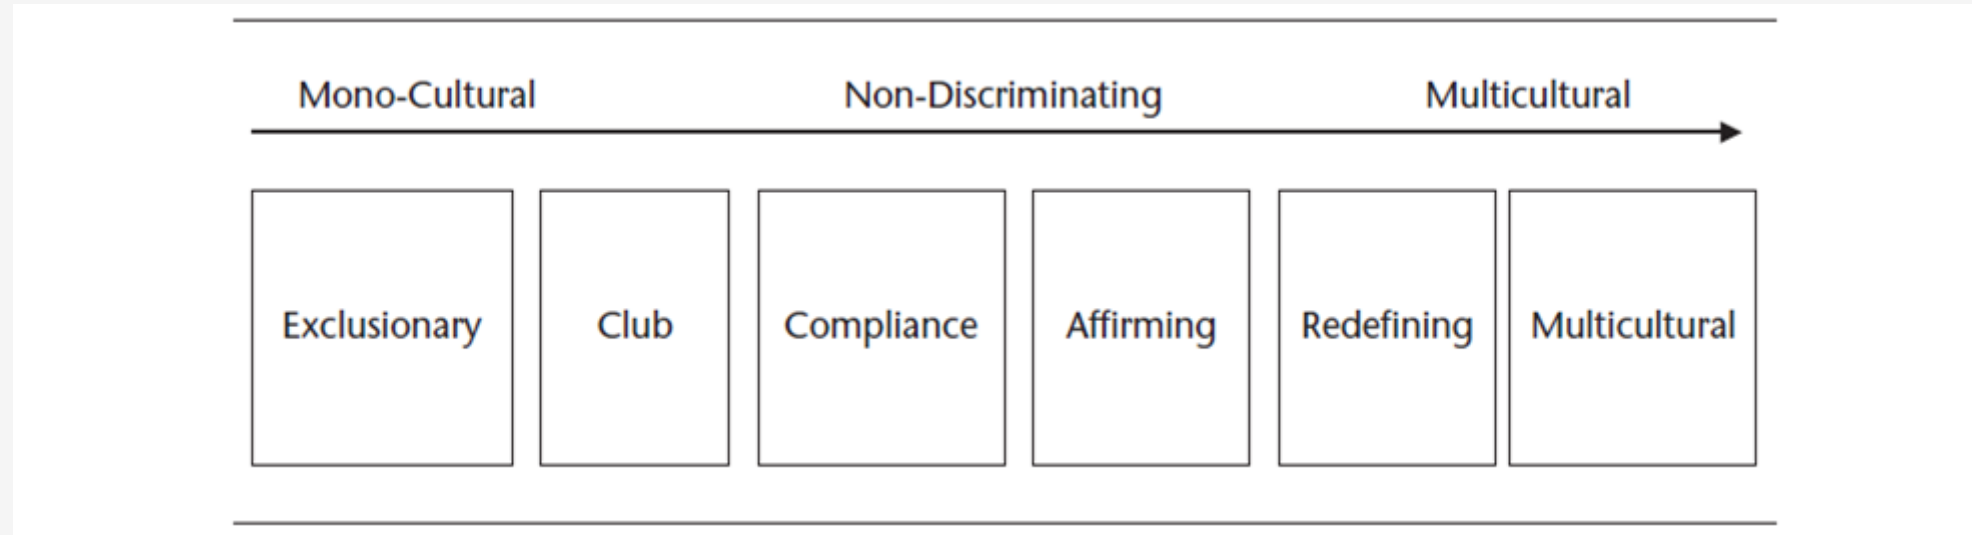 Mono-Cultural Non-Discriminating Multicultural
Exclusionary Club Compliance Affirming Redefining Multicultural